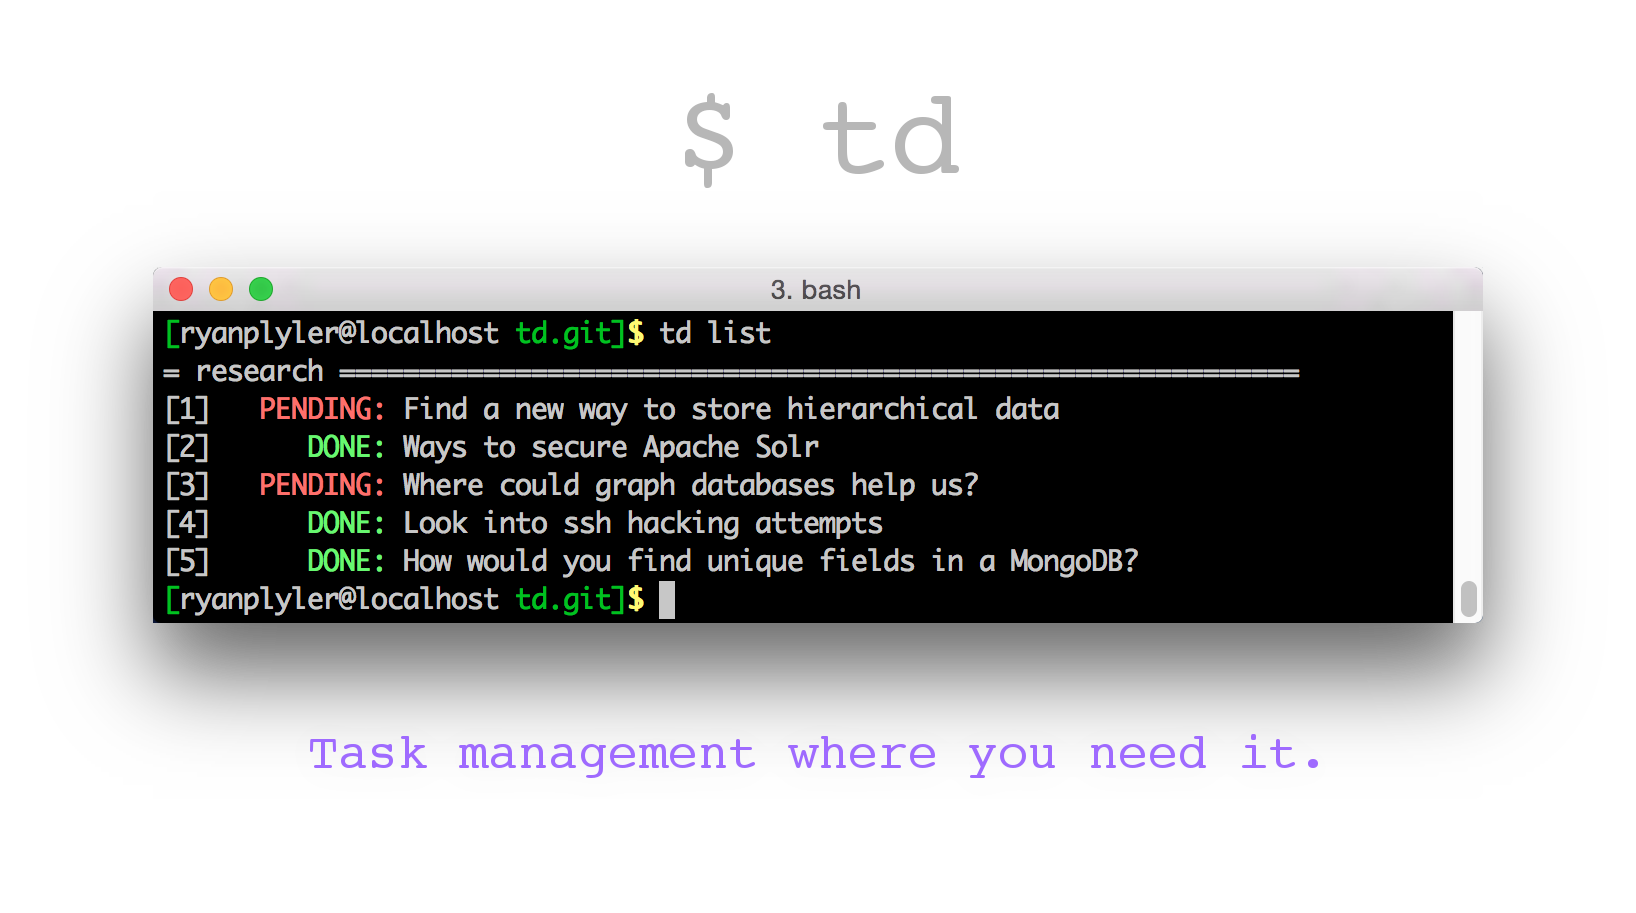 $ td
3. bash
[ryanplyler@localhost td.git]$ td list
= research ============================================================
[1]   PENDING: Find a new way to store hierarchical data
[2]      DONE: Ways to secure Apache Solr
[3]   PENDING: Where could graph databases help us?
[4]      DONE: Look into ssh hacking attempts
[5]      DONE: How would you find unique fields in a MongoDB?
[ryanplyler@localhost td.git]$
Task management where you need it.